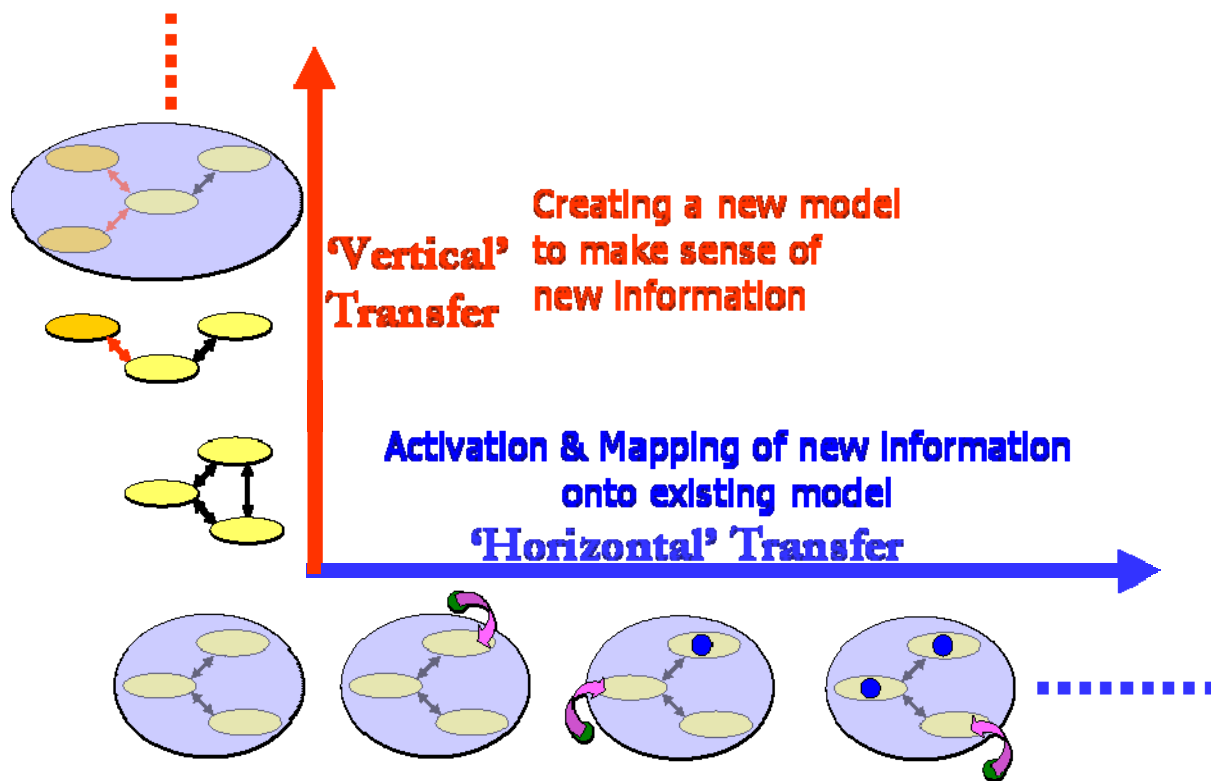 Creating a new model
to make sense of
new information
‘Vertical’
Transfer
Activation & Mapping of new information
onto existing model
‘Horizontal’ Transfer